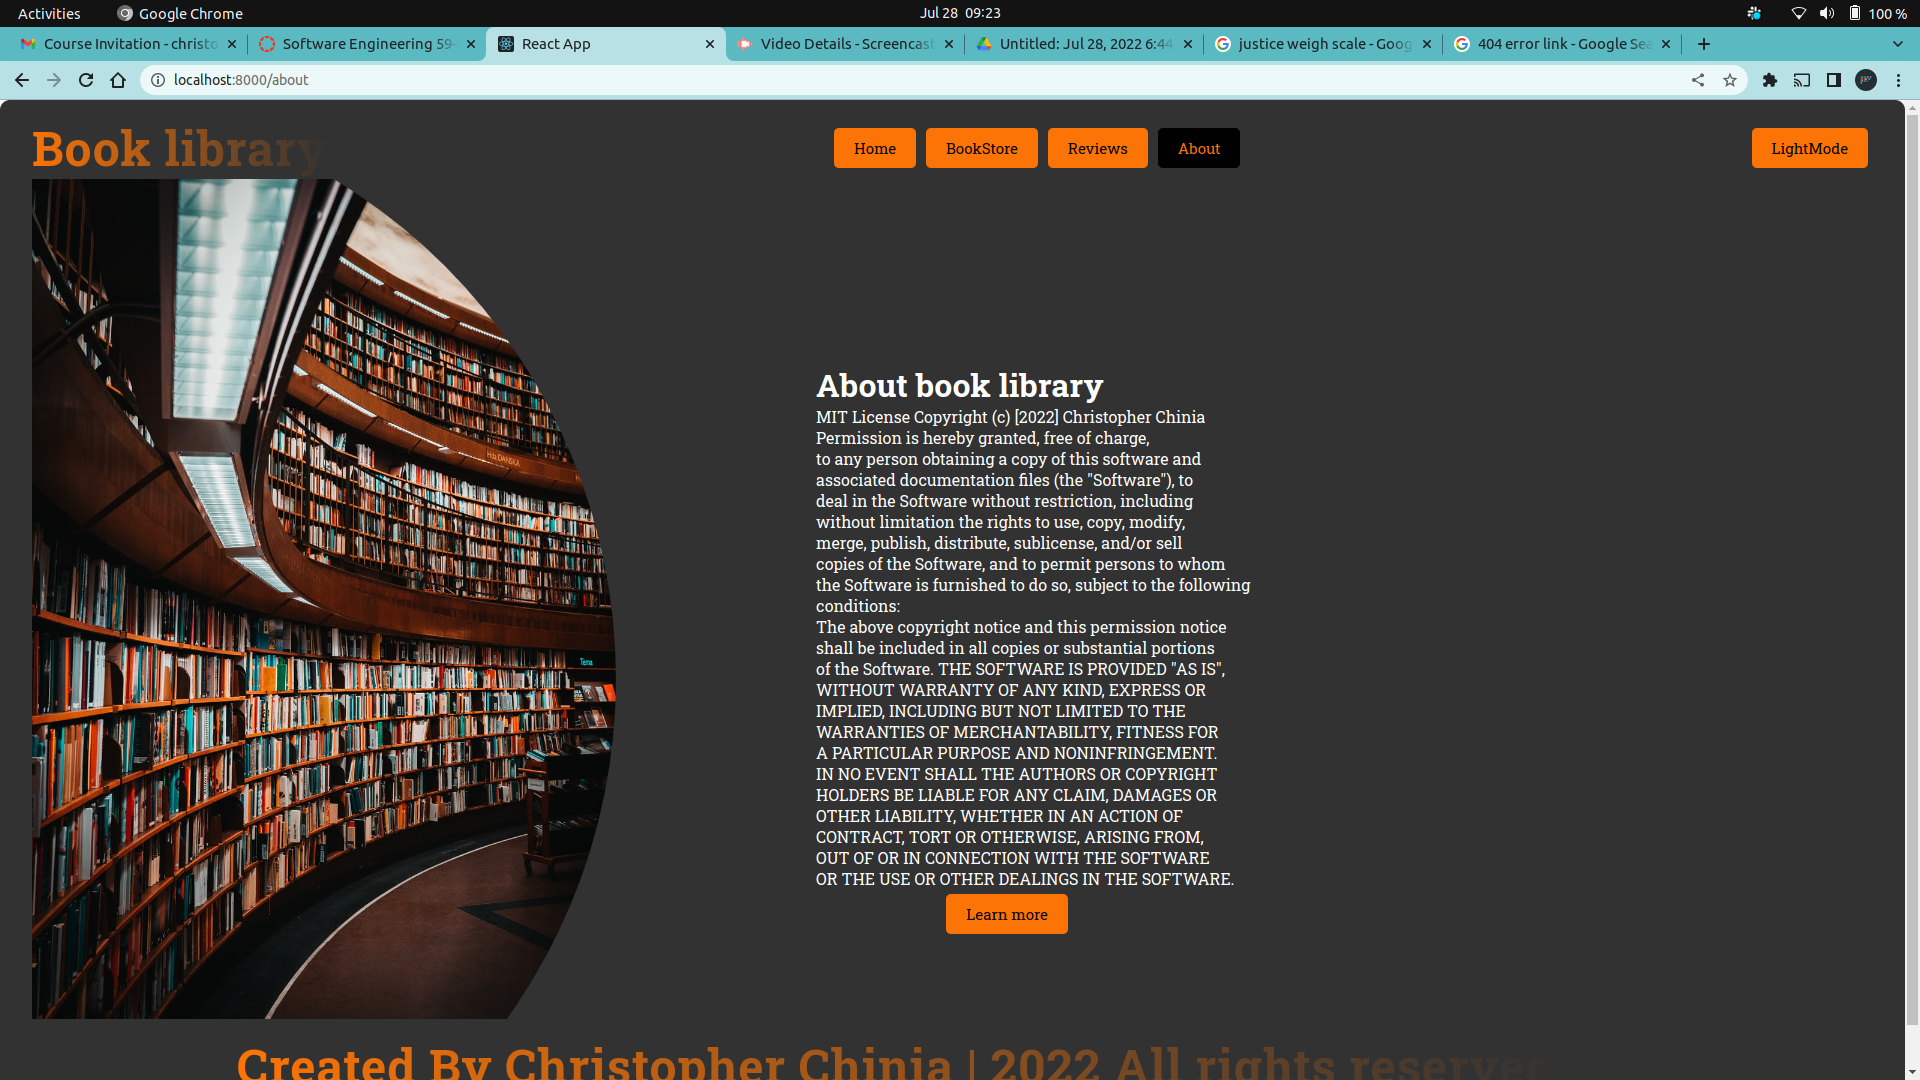 Activities
Google Chrome
Jul 28 09:23
100 %
Course Invitation - christo
Software Engineering 59-
React App
Video Details - Screencast
Untitled: Jul 28, 2022 6:44
justice weigh scale - Goog
404 error link - Google Sea
localhost:8000/about
Book library
Home
BookStore
Reviews
About
LightMode
About book library
MIT License Copyright (c) [2022] Christopher Chinia
Permission is hereby granted, free of charge,
to any person obtaining a copy of this software and
associated documentation files (the "Software"), to
deal in the Software without restriction, including
without limitation the rights to use, copy, modify,
merge, publish, distribute, sublicense, and/or sell
copies of the Software, and to permit persons to whom
the Software is furnished to do so, subject to the following
conditions:
The above copyright notice and this permission notice
shall be included in all copies or substantial portions
of the Software. THE SOFTWARE IS PROVIDED "AS IS",
WITHOUT WARRANTY OF ANY KIND, EXPRESS OR
IMPLIED, INCLUDING BUT NOT LIMITED TO THE
WARRANTIES OF MERCHANTABILITY, FITNESS FOR
A PARTICULAR PURPOSE AND NONINFRINGEMENT.
IN NO EVENT SHALL THE AUTHORS OR COPYRIGHT
HOLDERS BE LIABLE FOR ANY CLAIM, DAMAGES OR
OTHER LIABILITY, WHETHER IN AN ACTION OF
CONTRACT, TORT OR OTHERWISE, ARISING FROM,
OUT OF OR IN CONNECTION WITH THE SOFTWARE
OR THE USE OR OTHER DEALINGS IN THE SOFTWARE.
Learn more
Hds DANSKA
Tema
Created By Christopher Chinia | 2022 All rights reserved